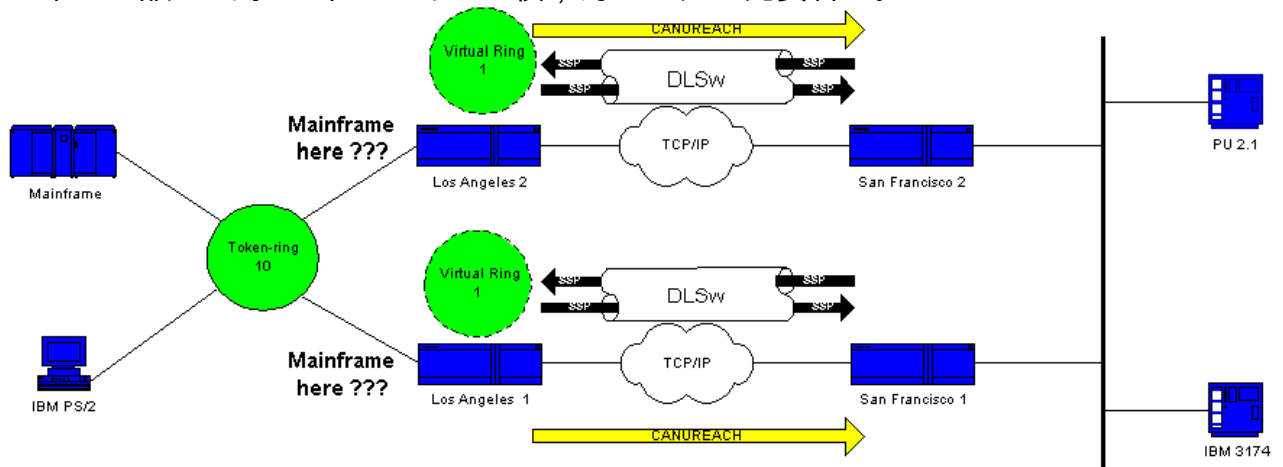 CANUREACH
Virtual Ring
1
SSP
SSP
DLSw
SSP
SSP
Mainframe
here ???
TCP/IP
PU 2.1
Mainframe
Los Angeles 2
San Francisco 2
Token-ring
10
Virtual Ring
1
SSP
SSP
DLSw
SSP
SSP
Mainframe
here ???
TCP/IP
IBM PS/2
Los Angeles 1
San Francisco 1
CANUREACH
IBM 3174